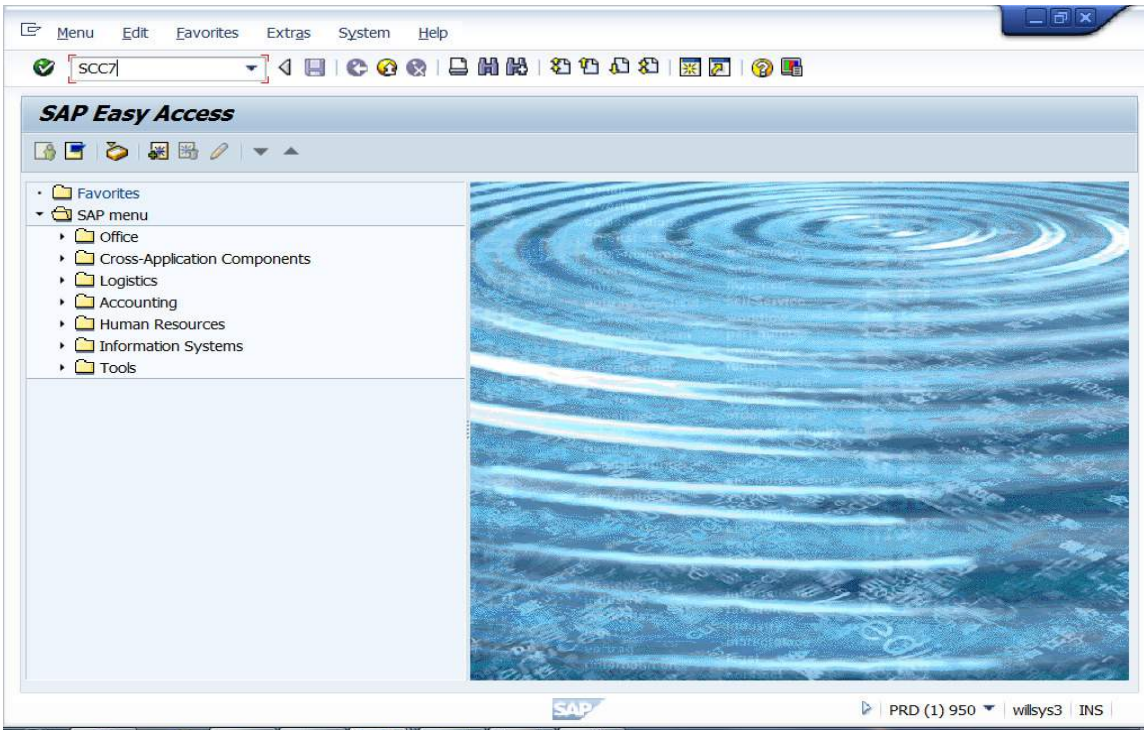 Menu Edit Favorites Extras System Help
SCC7
SAP Easy Access
Favorites
SAP menu
Office
Cross-Application Components
Logistics
Accounting
Human Resources
Information Systems
Tools
SAP
PRD (1) 950 willsys3 INS